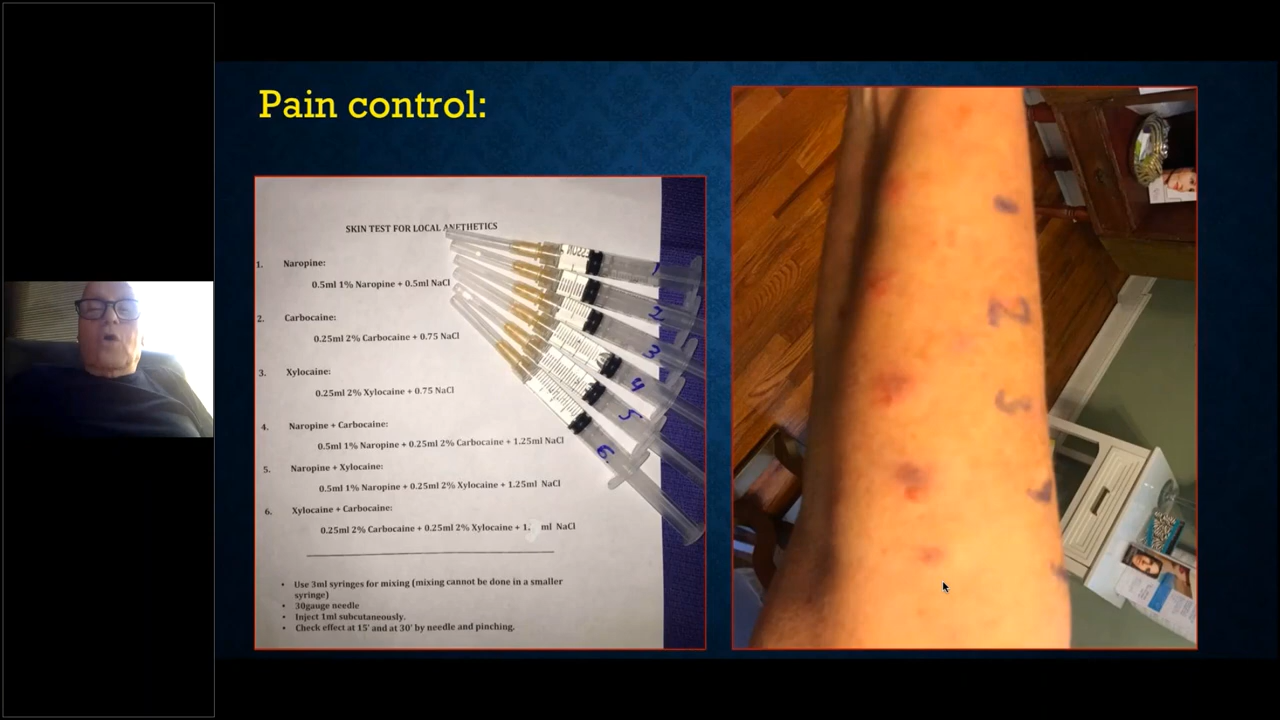 Pain control:
SKIN TEST FOR LOCAL ANETHETICS
1. Naropine:
0.5ml 1% Naropine + 0.5ml NaCl
2. Carbocaine:
0.25ml 2% Carbocaine + 0.75 NaCl
3. Xylocaine:
0.25ml 2% Xylocaine + 0.75 NaCl
4. Naropine + Carbocaine:
0.5ml 1% Naropine + 0.25ml 2% Carbocaine + 1.25ml NaCl
5. Naropine + Xylocaine:
0.5ml 1% Naropine + 0.25ml 2% Xylocaine + 1.25ml NaCl
6. Xylocaine + Carbocaine:
0.25ml 2% Carbocaine + 0.25ml 2% Xylocaine + 1. ml NaCl
• Use 3ml syringes for mixing (mixing cannot be done in a smaller
syringe)
• 30gauge needle
• Inject 1ml subcutaneously.
• Check effect at 15' and at 30' by needle and pinching.
1
2
3
4
5
6.
2
3